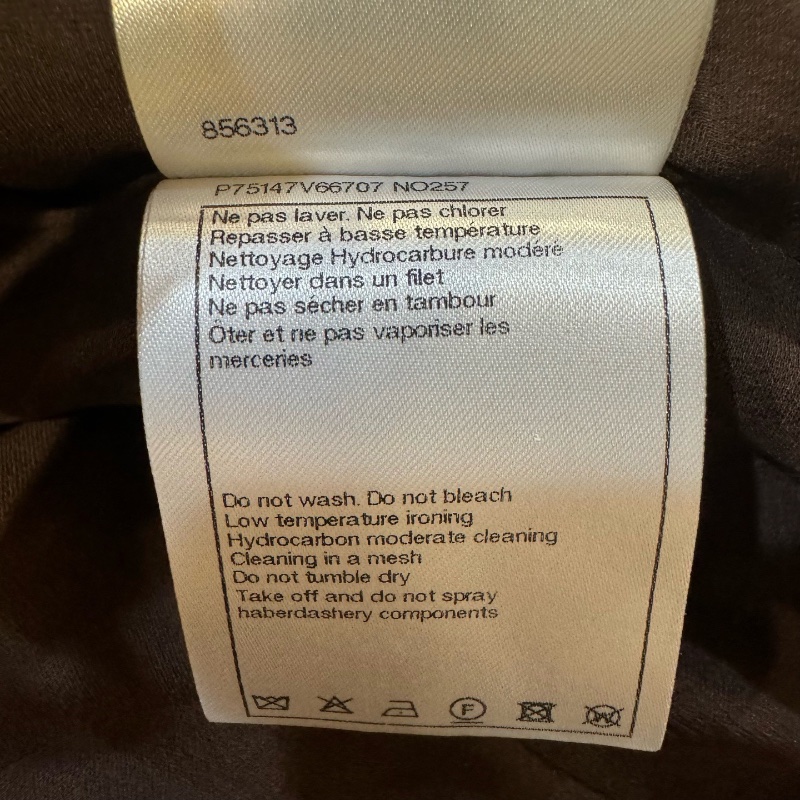 856313
P75147V66707 NO257
Ne pas laver. Ne pas chlorer
Repasser à basse température
Nettoyage Hydrocarbure modéré
Nettoyer dans un filet
Ne pas sécher en tambour
Ôter et ne pas vaporiser les
merceries
Do not wash. Do not bleach
Low temperature ironing
Hydrocarbon moderate cleaning
Cleaning in a mesh
Do not tumble dry
Take off and do not spray
haberdashery components
F W